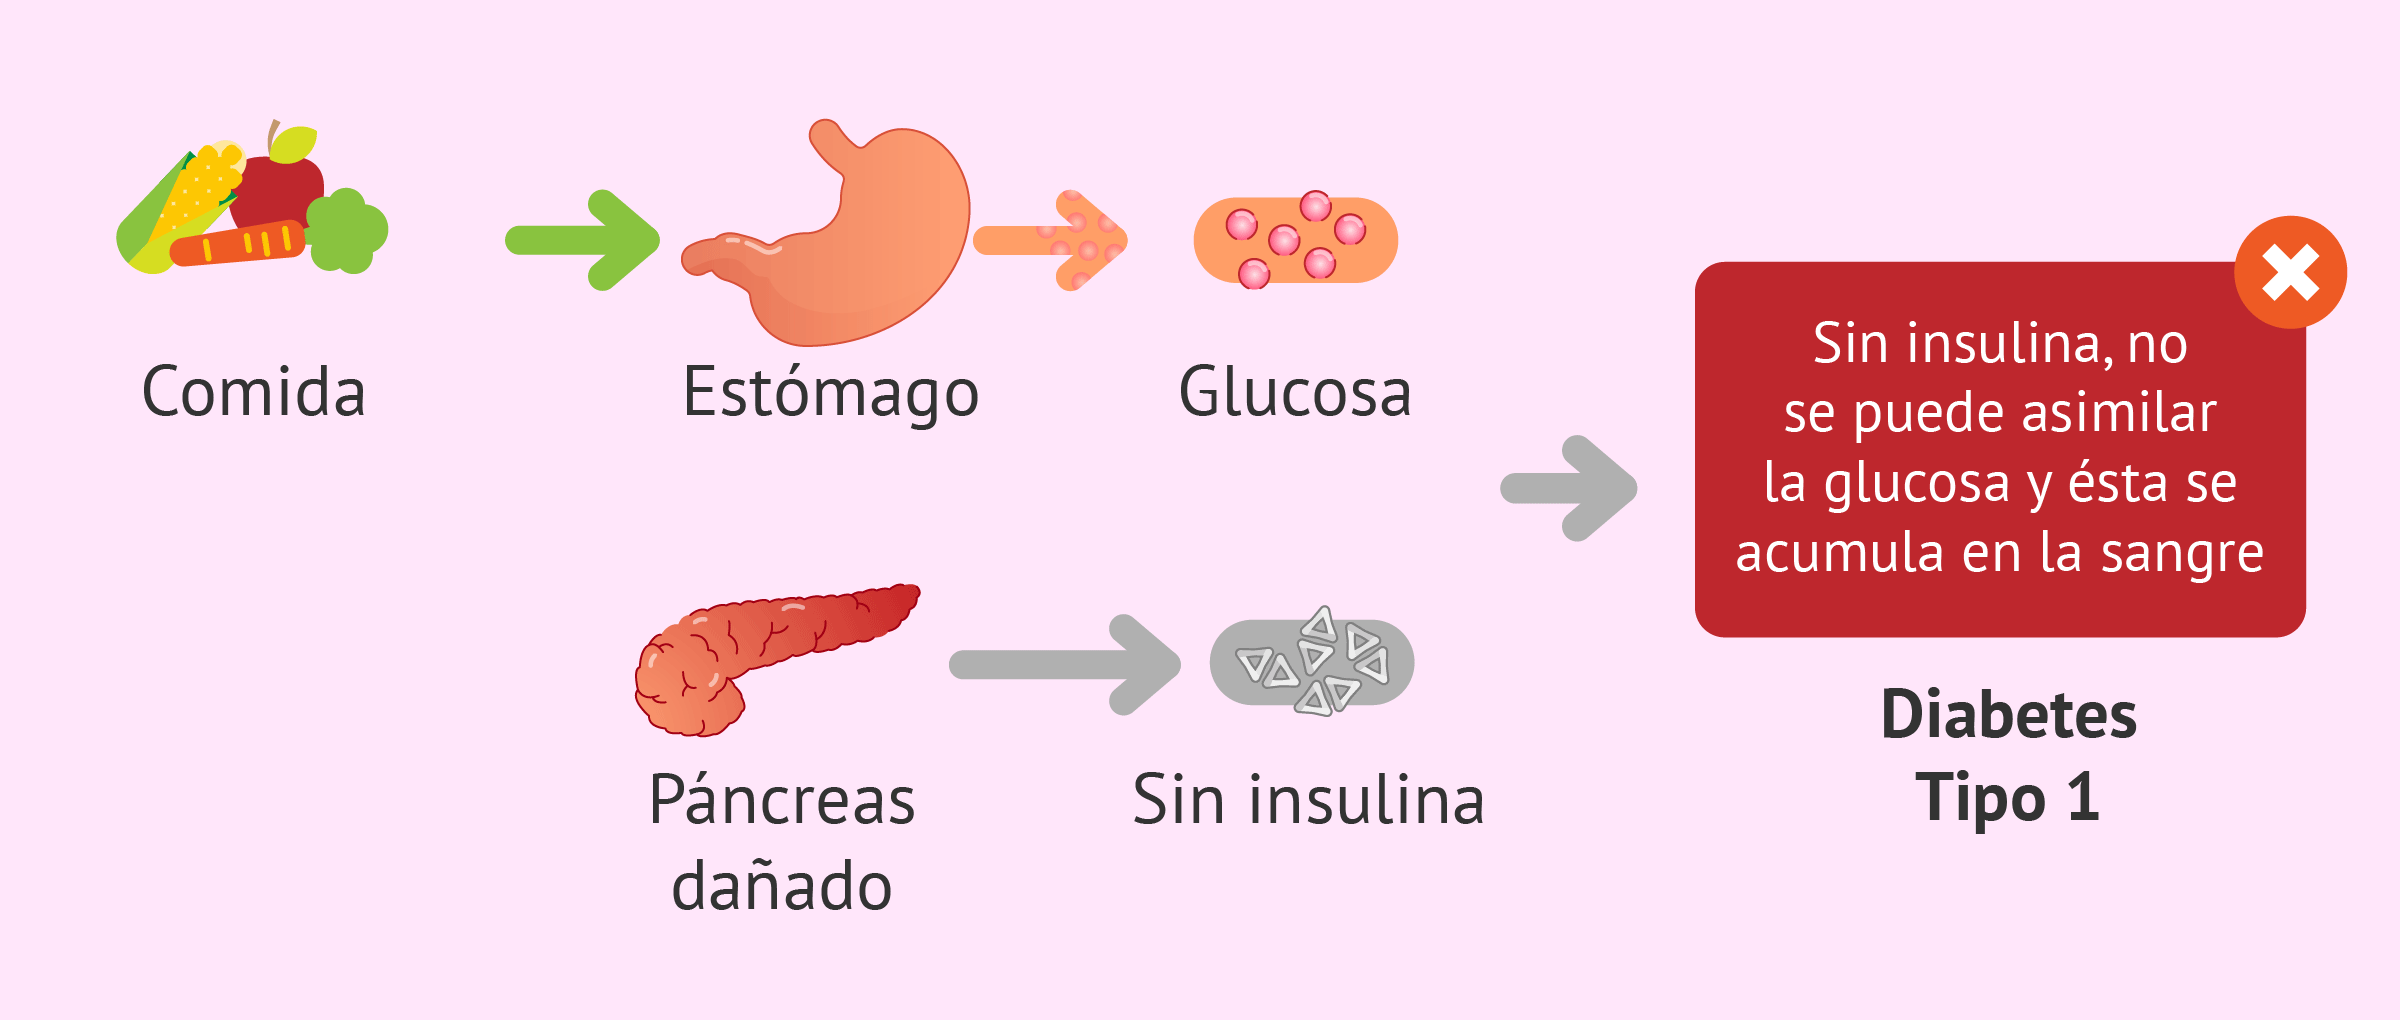 Comida
Estómago
Glucosa
Páncreas
dañado
Sin insulina
Sin insulina, no
se puede asimilar
la glucosa y ésta se
acumula en la sangre
Diabetes
Tipo 1